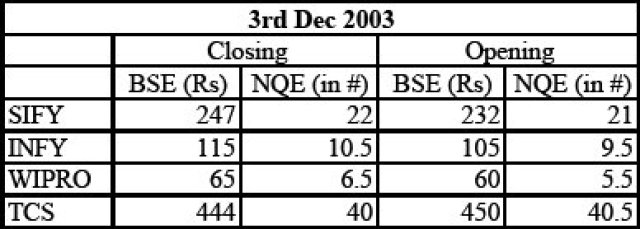 3rd Dec 2003
Closing Opening
BSE (Rs) NQE (in #) BSE (Rs) NQE (in #)
SIFY 247 22 232 21
INFY 115 10.5 105 9.5
WIPRO 65 6.5 60 5.5
TCS 444 40 450 40.5